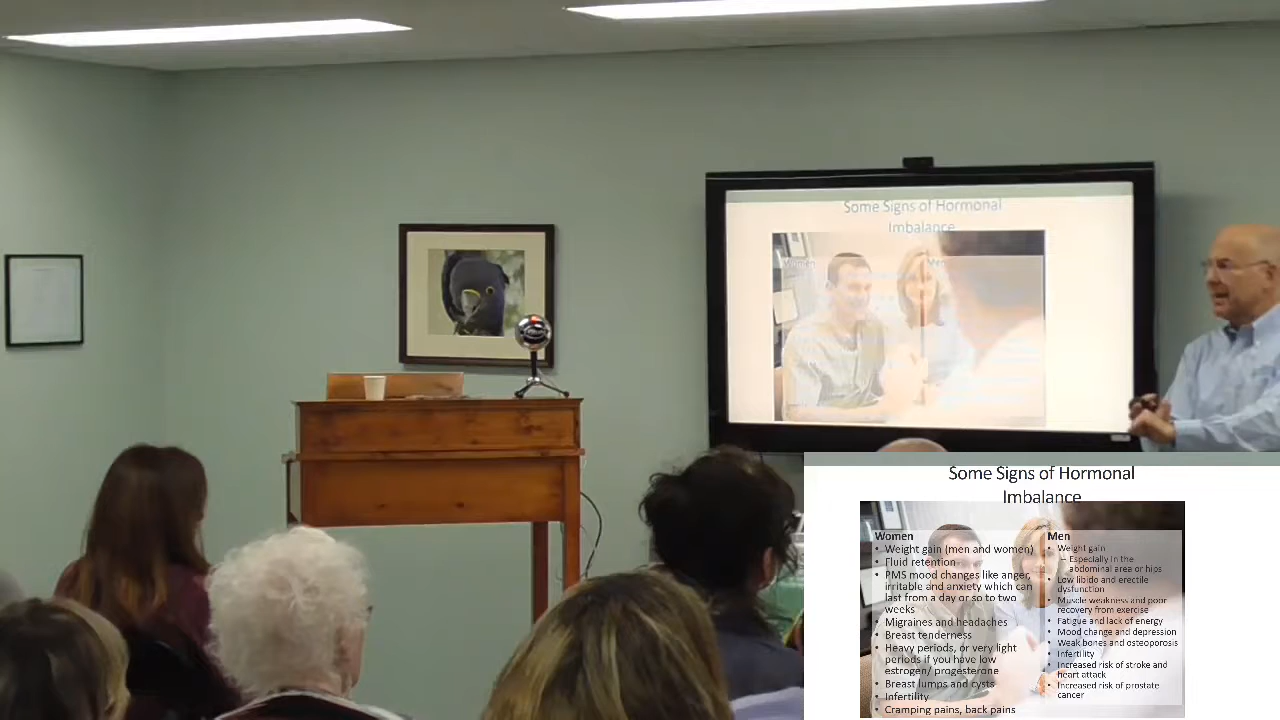 Some Signs of Hormonal
Imbalance
Women
Men
Some Signs of Hormonal
Imbalance
Women
• Weight gain (men and women)
• Fluid retention
• PMS mood changes like anger,
irritable and anxiety which can
last from a day or so to two
weeks
• Migraines and headaches
• Breast tenderness
• Heavy periods, or very light
periods if you have low
estrogen/ progesterone
• Breast lumps and cysts
• Infertility
• Cramping pains, back pains
Men
• Weight gain
– Especially in the
abdominal area or hips
• Low libido and erectile
dysfunction
• Muscle weakness and poor
recovery from exercise
• Fatigue and lack of energy
• Mood change and depression
• Weak bones and osteoporosis
• Infertility
• Increased risk of stroke and
heart attack
• Increased risk of prostate
cancer